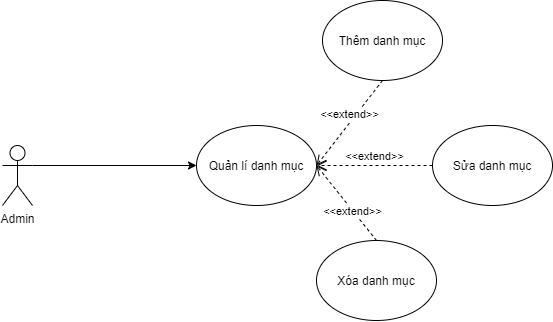 Thêm danh mục
<<extend>>
Quản lí danh mục
<<extend>>
Sửa danh mục
Admin
<<extend>>
Xóa danh mục